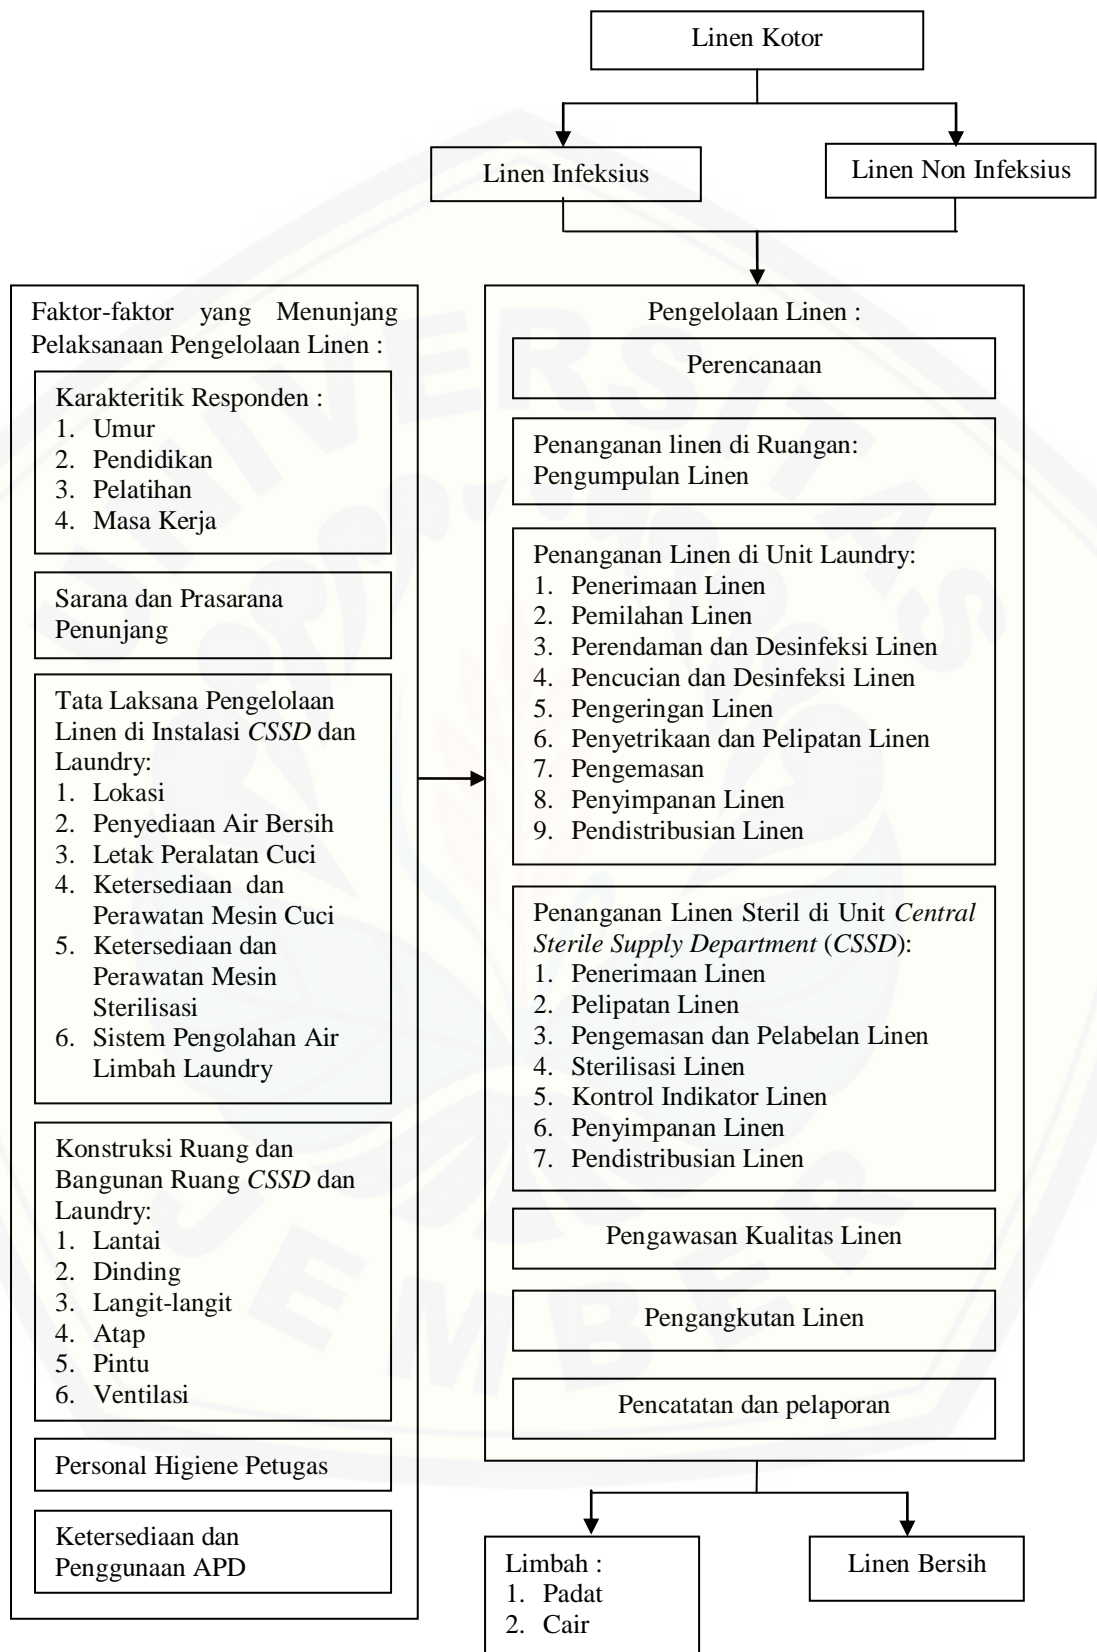 Linen Kotor
Linen Infeksius
Linen Non Infeksius
Faktor-faktor yang Menunjang
Pelaksanaan Pengelolaan Linen :
Karakteritik Responden :
1. Umur
2. Pendidikan
3. Pelatihan
4. Masa Kerja
Sarana dan Prasarana
Penunjang
Tata Laksana Pengelolaan
Linen di Instalasi CSSD dan
Laundry:
1. Lokasi
2. Penyediaan Air Bersih
3. Letak Peralatan Cuci
4. Ketersediaan dan
Perawatan Mesin Cuci
5. Ketersediaan dan
Perawatan Mesin
Sterilisasi
6. Sistem Pengolahan Air
Limbah Laundry
Konstruksi Ruang dan
Bangunan Ruang CSSD dan
Laundry:
1. Lantai
2. Dinding
3. Langit-langit
4. Atap
5. Pintu
6. Ventilasi
Personal Higiene Petugas
Ketersediaan dan
Penggunaan APD
Pengelolaan Linen :
Perencanaan
Penanganan linen di Ruangan:
Pengumpulan Linen
Penanganan Linen di Unit Laundry:
1. Penerimaan Linen
2. Pemilahan Linen
3. Perendaman dan Desinfeksi Linen
4. Pencucian dan Desinfeksi Linen
5. Pengeringan Linen
6. Penyetrikaan dan Pelipatan Linen
7. Pengemasan
8. Penyimpanan Linen
9. Pendistribusian Linen
Penanganan Linen Steril di Unit Central
Sterile Supply Department (CSSD):
1. Penerimaan Linen
2. Pelipatan Linen
3. Pengemasan dan Pelabelan Linen
4. Sterilisasi Linen
5. Kontrol Indikator Linen
6. Penyimpanan Linen
7. Pendistribusian Linen
Pengawasan Kualitas Linen
Pengangkutan Linen
Pencatatan dan pelaporan
Limbah :
1. Padat
2. Cair
Linen Bersih
UNIVERSITAS
JEMBER